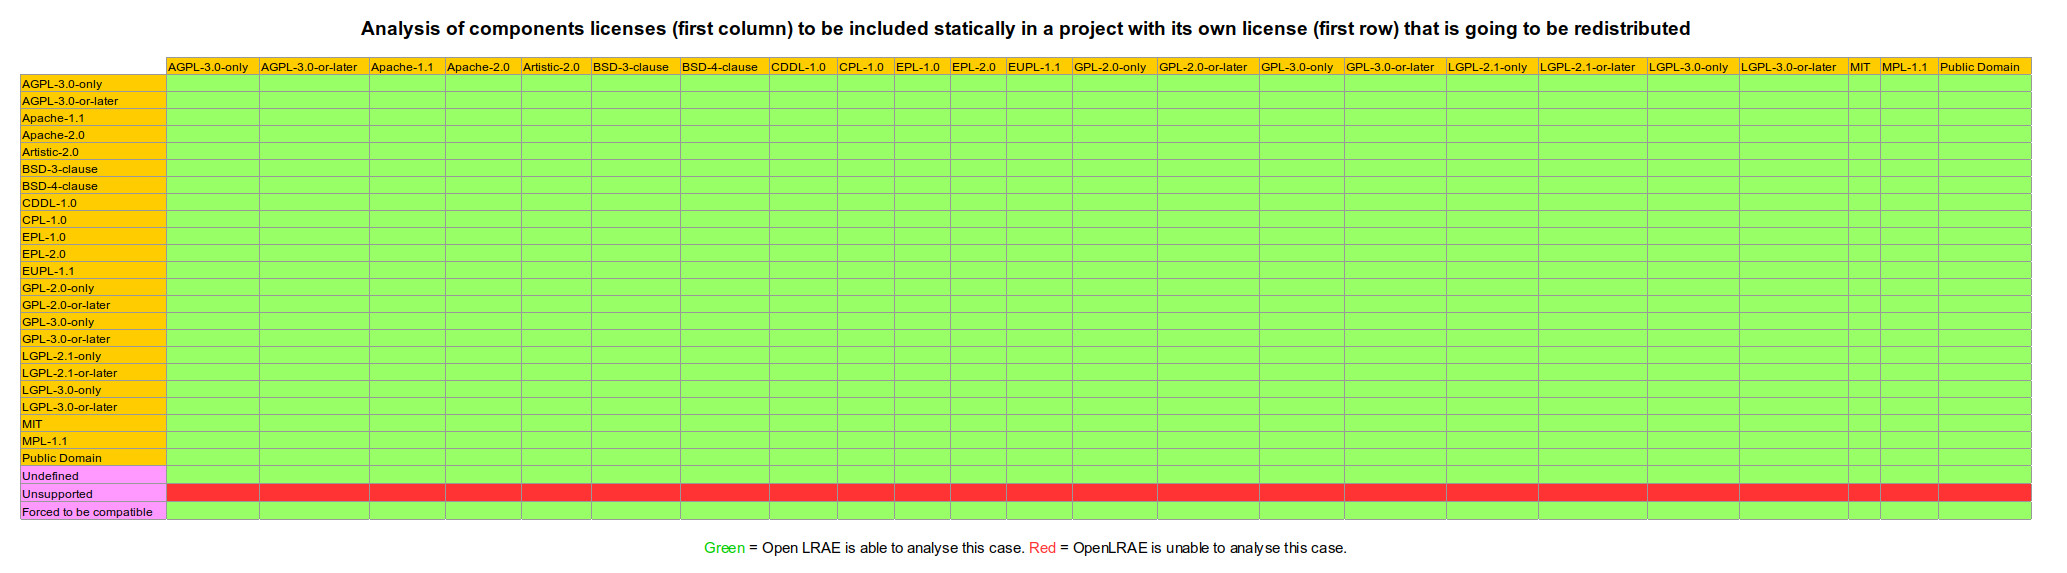 Analysis of components licenses (first column) to be included statically in a project with its own license (first row) that is going to be redistributed
AGPL-3.0-only AGPL-3.0-or-later Apache-1.1 Apache-2.0 Artistic-2.0 BSD-3-clause BSD-4-clause CDDL-1.0 CPL-1.0 EPL-1.0 EPL-2.0 EUPL-1.1 GPL-2.0-only GPL-2.0-or-later GPL-3.0-only GPL-3.0-or-later LGPL-2.1-only LGPL-2.1-or-later LGPL-3.0-only LGPL-3.0-or-later MIT MPL-1.1 Public Domain
AGPL-3.0-only
AGPL-3.0-or-later
Apache-1.1
Apache-2.0
Artistic-2.0
BSD-3-clause
BSD-4-clause
CDDL-1.0
CPL-1.0
EPL-1.0
EPL-2.0
EUPL-1.1
GPL-2.0-only
GPL-2.0-or-later
GPL-3.0-only
GPL-3.0-or-later
LGPL-2.1-only
LGPL-2.1-or-later
LGPL-3.0-only
LGPL-3.0-or-later
MIT
MPL-1.1
Public Domain
Undefined
Unsupported
Forced to be compatible
Green = Open LRAE is able to analyse this case. Red = OpenLRAE is unable to analyse this case.